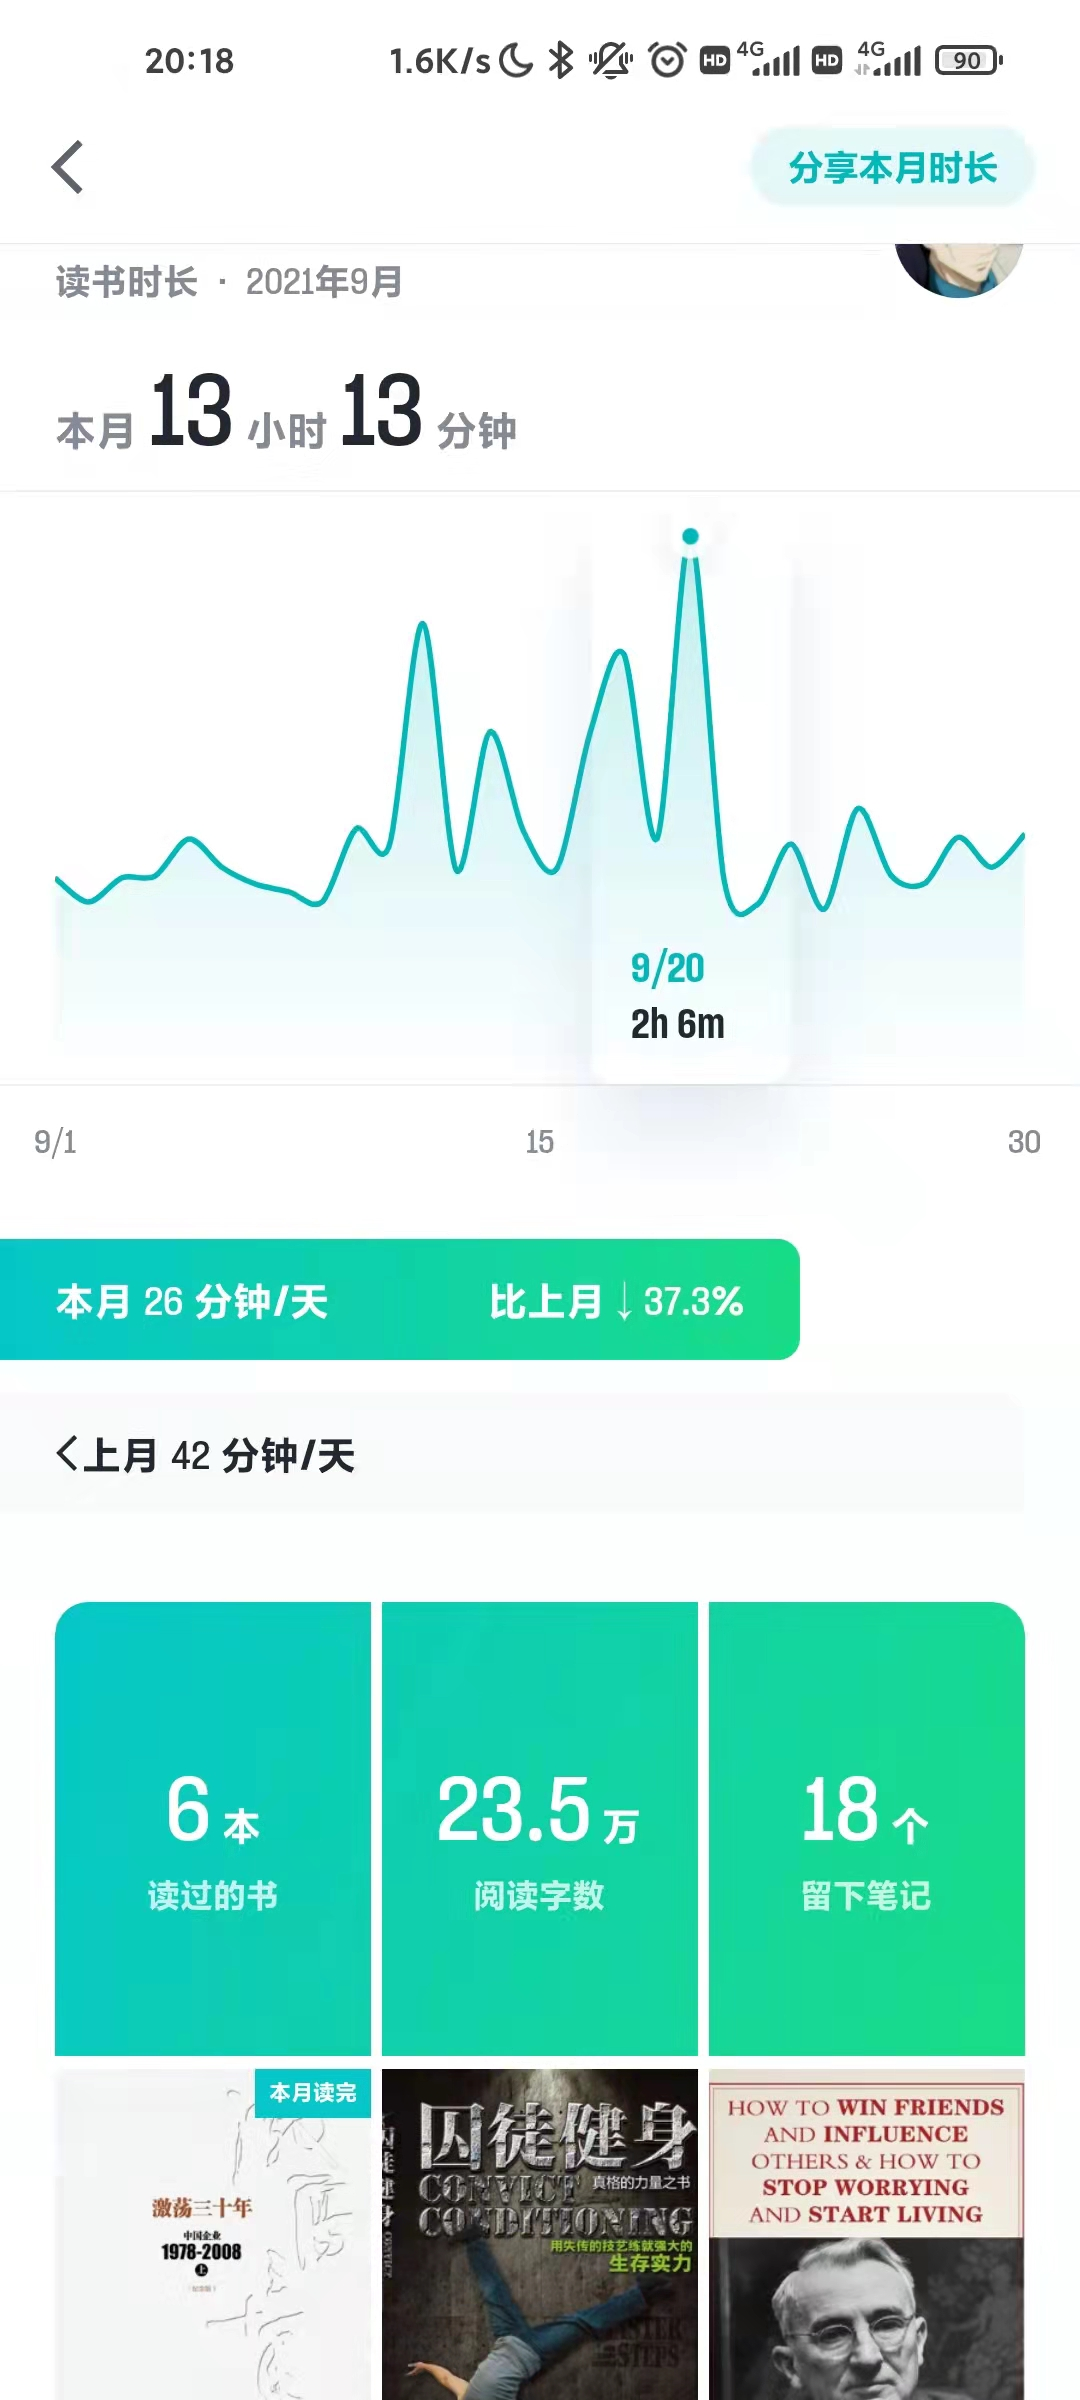 20:18 1.6K/s HD 4G HD 4G 90
分享本月时长
读书时长 · 2021年9月
本月 13 小时 13 分钟
9/20
2h 6m
9/1 15 30
本月 26 分钟/天 比上月↓37.3%
<上月 42 分钟/天
6 本 23.5 万 18 个
读过的书 阅读字数 留下笔记
本月读完
激荡三十年
中国企业
1978-2008
上
囚徒健身
CONVICT
真格的力量之书
CONDITIONING
用失传的技艺练就强大的
生存实力
MASTER
STEPS
HOW TO WIN FRIENDS
AND INFLUENCE
OTHERS & HOW TO
STOP WORRYING
AND START LIVING